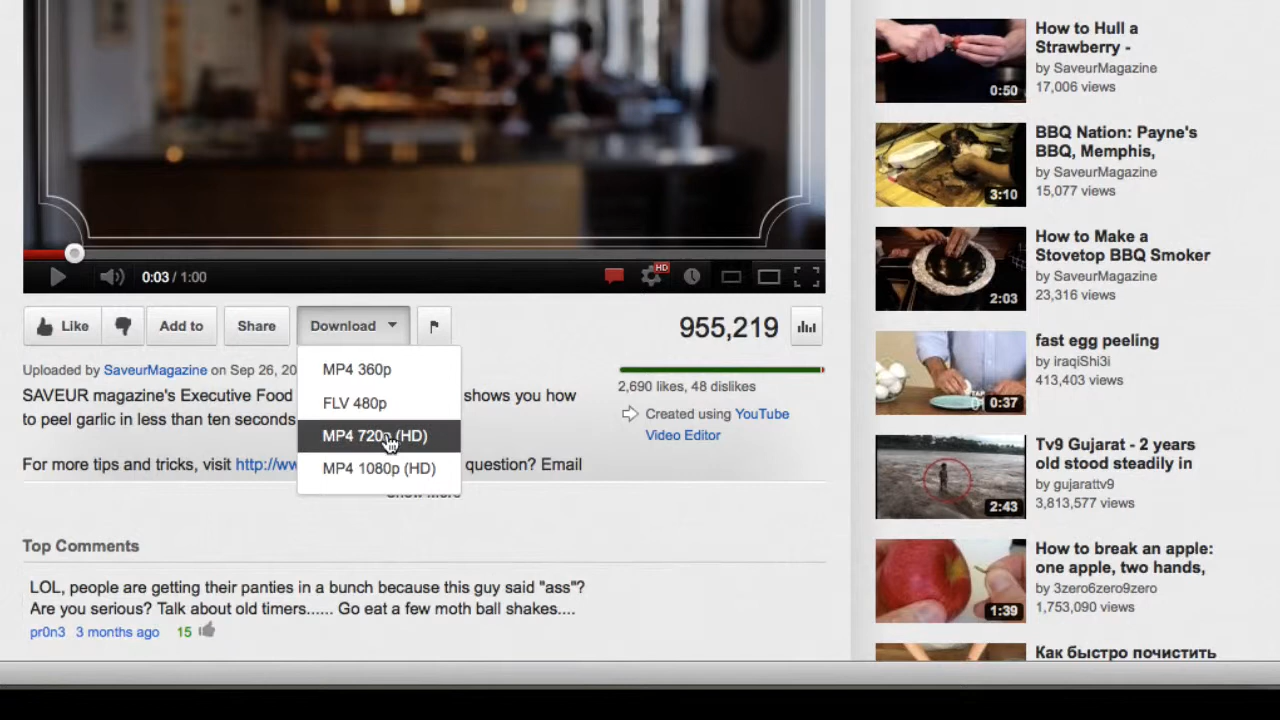 HD
0:03 / 1:00
Like
Add to
Share
Download
955,219
MP4 360p
FLV 480p
MP4 720p (HD)
MP4 1080p (HD)
Uploaded by SaveurMagazine on Sep 26, 20
SAVEUR magazine's Executive Food shows you how
to peel garlic in less than ten seconds
For more tips and tricks, visit http://ww question? Email
Show more
2,690 likes, 48 dislikes
Created using YouTube
Video Editor
Top Comments
LOL, people are getting their panties in a bunch because this guy said "ass"?
Are you serious? Talk about old timers...... Go eat a few moth ball shakes....
pr0n3 3 months ago 15
0:50
How to Hull a
Strawberry -
by SaveurMagazine
17,006 views
3:10
BBQ Nation: Payne's
BBQ, Memphis,
by SaveurMagazine
15,077 views
2:03
How to Make a
Stovetop BBQ Smoker
by SaveurMagazine
23,316 views
0:37
fast egg peeling
by iraqiShi3i
413,403 views
2:43
Tv9 Gujarat - 2 years
old stood steadily in
by gujarattv9
3,813,577 views
1:39
How to break an apple:
one apple, two hands,
by 3zero6zero9zero
1,753,090 views
Как быстро почистить